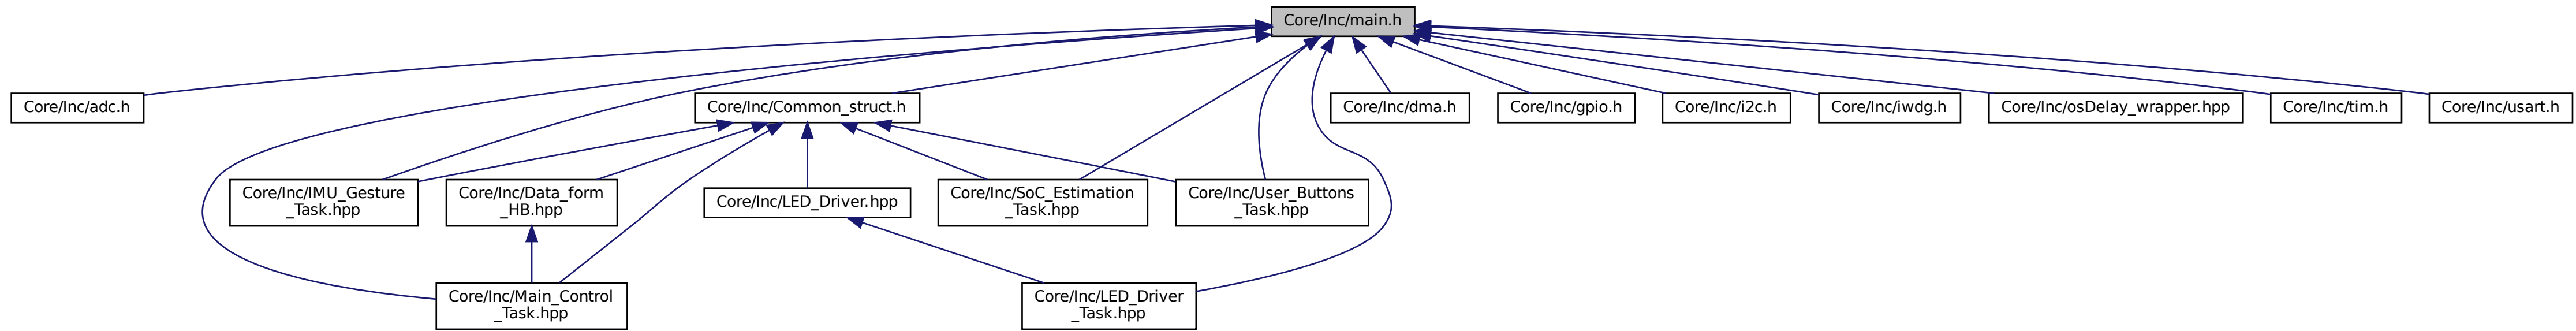 Core/Inc/main.h
Core/Inc/adc.h
Core/Inc/Common_struct.h
Core/Inc/dma.h
Core/Inc/gpio.h
Core/Inc/i2c.h
Core/Inc/iwdg.h
Core/Inc/osDelay_wrapper.hpp
Core/Inc/tim.h
Core/Inc/usart.h
Core/Inc/IMU_Gesture
_Task.hpp
Core/Inc/Data_form
_HB.hpp
Core/Inc/LED_Driver.hpp
Core/Inc/SoC_Estimation
_Task.hpp
Core/Inc/User_Buttons
_Task.hpp
Core/Inc/Main_Control
_Task.hpp
Core/Inc/LED_Driver
_Task.hpp